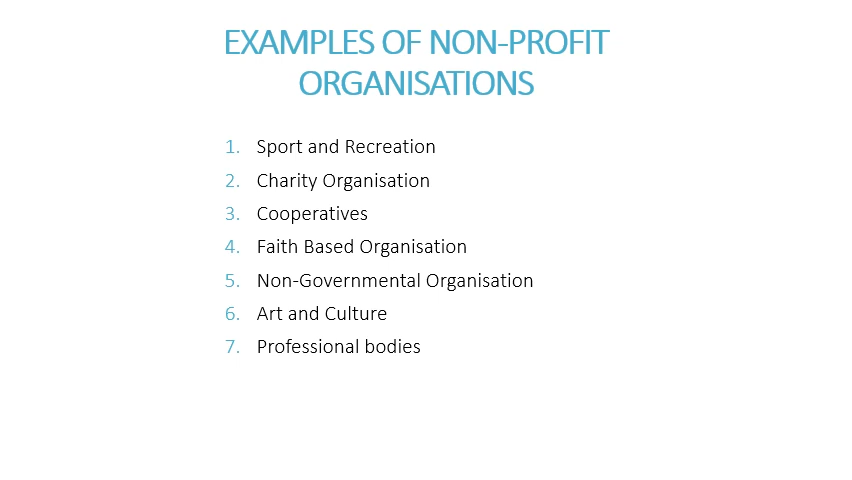 EXAMPLES OF NON-PROFIT
ORGANISATIONS
1. Sport and Recreation
2. Charity Organisation
3. Cooperatives
4. Faith Based Organisation
5. Non-Governmental Organisation
6. Art and Culture
7. Professional bodies